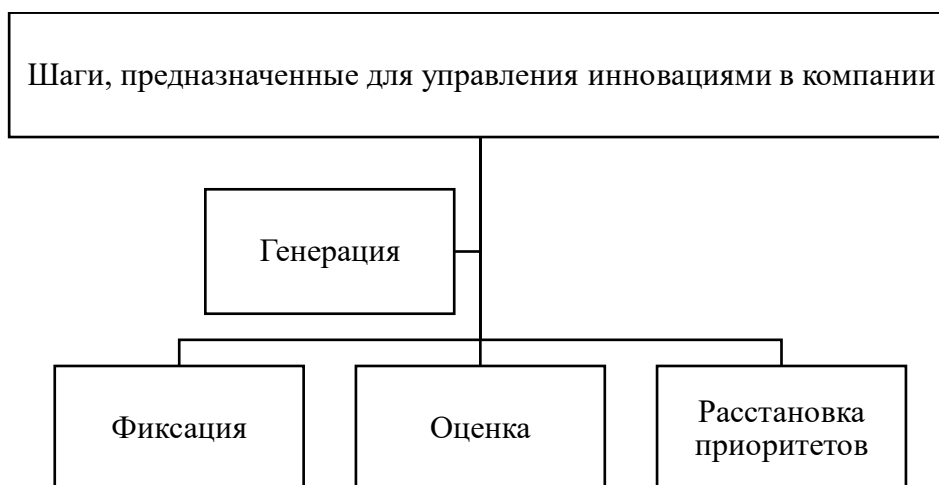 Шаги, предназначенные для управления инновациями в компании
Генерация
Фиксация
Оценка
Расстановка
приоритетов